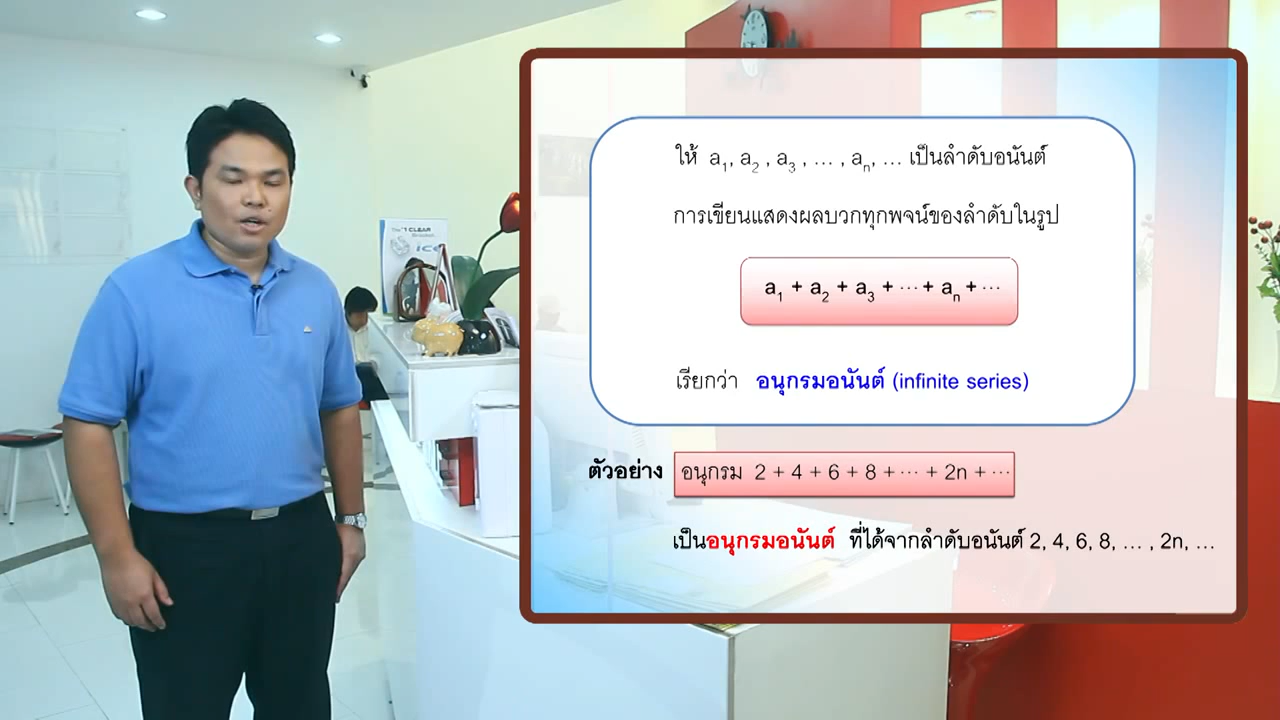 ให้ a₁, a₂ , a₃ , … , aₙ, … เป็นลำดับอนันต์
การเขียนแสดงผลบวกทุกพจน์ของลำดับในรูป
a₁ + a₂ + a₃ + ⋯ + aₙ + ⋯
เรียกว่า อนุกรมอนันต์ (infinite series)
ตัวอย่าง อนุกรม 2 + 4 + 6 + 8 + ⋯ + 2n + ⋯
เป็นอนุกรมอนันต์ ที่ได้จากลำดับอนันต์ 2, 4, 6, 8, … , 2n, …
CLEAR